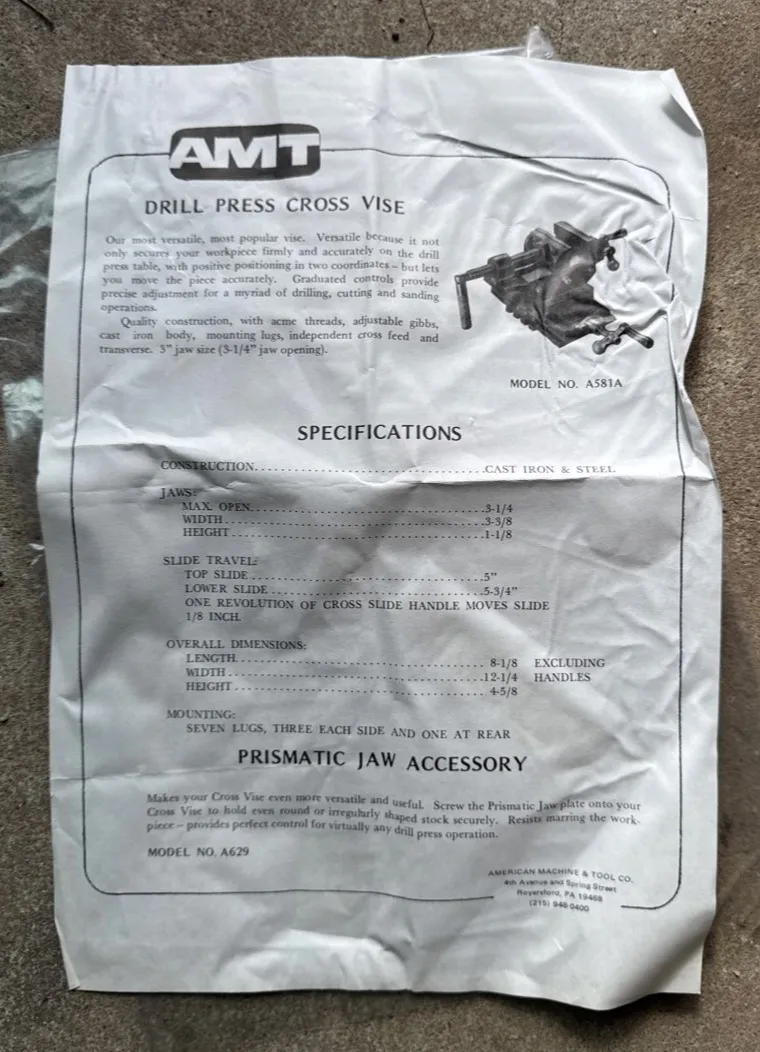 AMT
DRILL PRESS CROSS VISE
Our most versatile, most popular vise. Versatile because it not
only secures your workpiece firmly and accurately on the drill
press table, with positive positioning in two coordinates – but lets
you move the piece accurately. Graduated controls provide
precise adjustment for a myriad of drilling, cutting and sanding
operations.
Quality construction, with acme threads, adjustable gibbs,
cast iron body, mounting lugs, independent cross feed and
transverse. 3" jaw size (3-1/4" jaw opening).
MODEL NO. A581A
SPECIFICATIONS
CONSTRUCTION..................................CAST IRON & STEEL
JAWS:
MAX. OPEN...................................3-1/4
WIDTH.......................................3-3/8
HEIGHT......................................1-1/8
SLIDE TRAVEL:
TOP SLIDE...................................5"
LOWER SLIDE................................5-3/4"
ONE REVOLUTION OF CROSS SLIDE HANDLE MOVES SLIDE
1/8 INCH.
OVERALL DIMENSIONS:
LENGTH...................................... 8-1/8 EXCLUDING
WIDTH.......................................12-1/4 HANDLES
HEIGHT...................................... 4-5/8
MOUNTING:
SEVEN LUGS, THREE EACH SIDE AND ONE AT REAR
PRISMATIC JAW ACCESSORY
Makes your Cross Vise even more versatile and useful. Screw the Prismatic Jaw plate onto your
Cross Vise to hold even round or irregularly shaped stock securely. Resists marring the work-
piece – provides perfect control for virtually any drill press operation.
MODEL NO. A629
AMERICAN MACHINE & TOOL CO.
4th Avenue and Spring Street
Royersford, PA 19468
(215) 948-0400